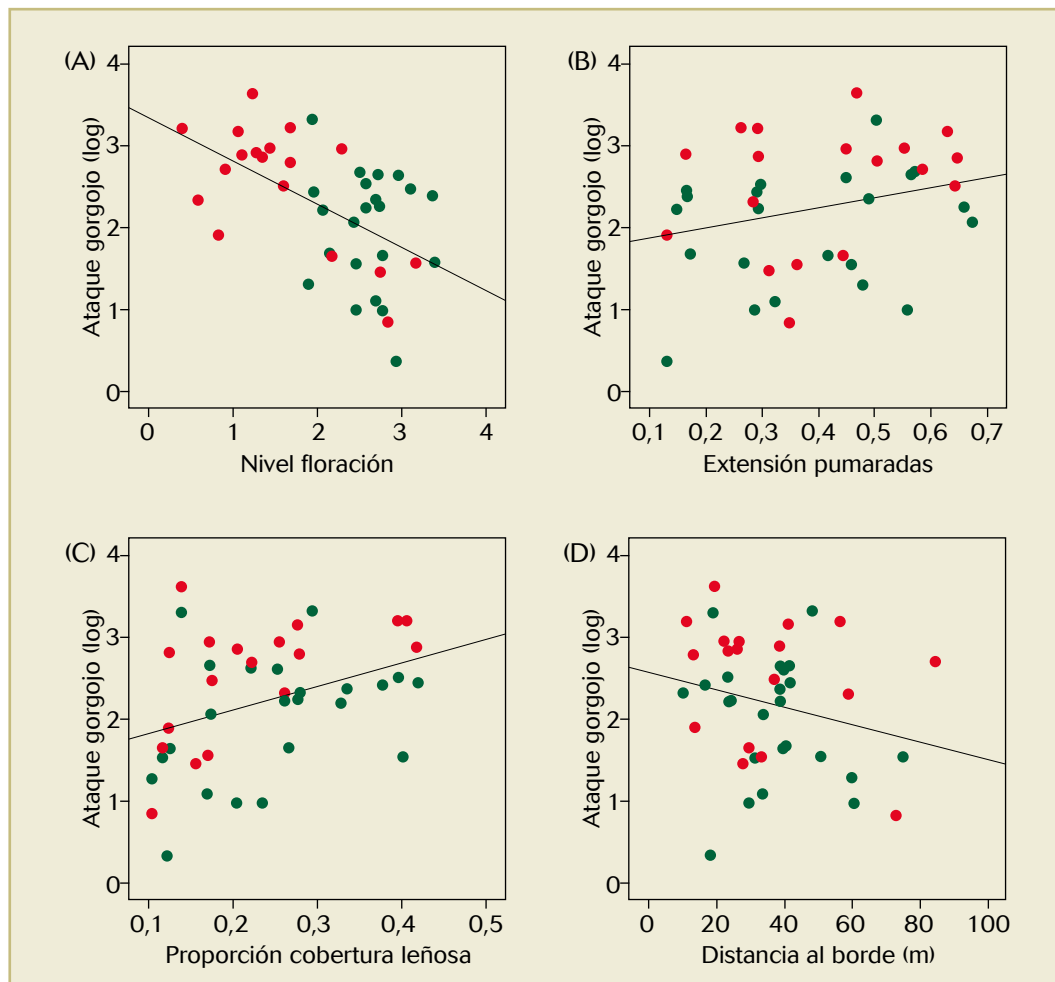 (A)
Ataque gorgojo (log)
4
3
2
1
0
0 1 2 3 4
Nivel floración
(B)
Ataque gorgojo (log)
4
3
2
1
0
0,1 0,2 0,3 0,4 0,5 0,6 0,7
Extensión pumaradas
(C)
Ataque gorgojo (log)
4
3
2
1
0
0,1 0,2 0,3 0,4 0,5
Proporción cobertura leñosa
(D)
Ataque gorgojo (log)
4
3
2
1
0
0 20 40 60 80 100
Distancia al borde (m)